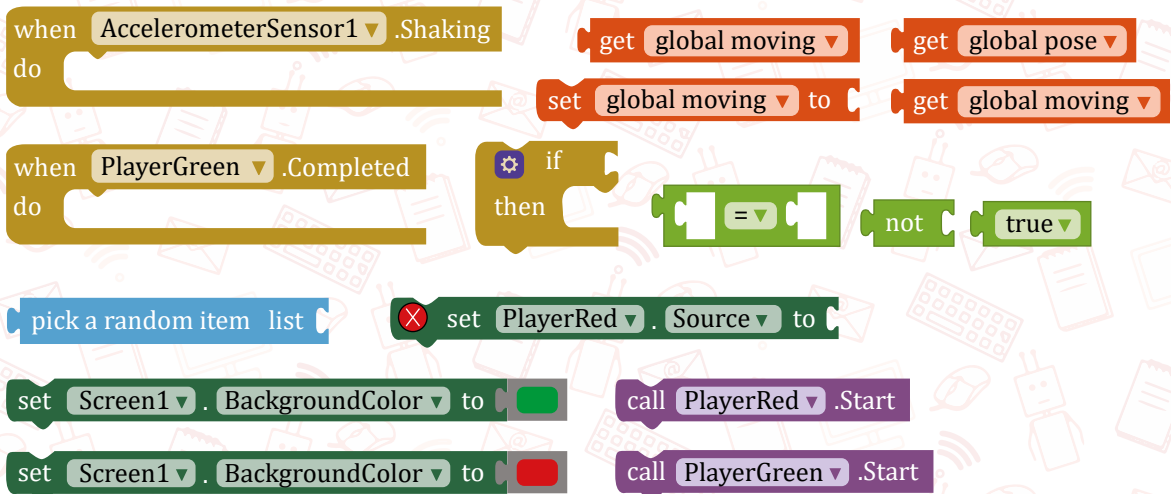 when AccelerometerSensor1 .Shaking
do
get global moving
get global pose
set global moving to
get global moving
when PlayerGreen .Completed
do
if
then
=
not
true
pick a random item list
X set PlayerRed . Source to
set Screen1 . BackgroundColor to
call PlayerRed .Start
set Screen1 . BackgroundColor to
call PlayerGreen .Start